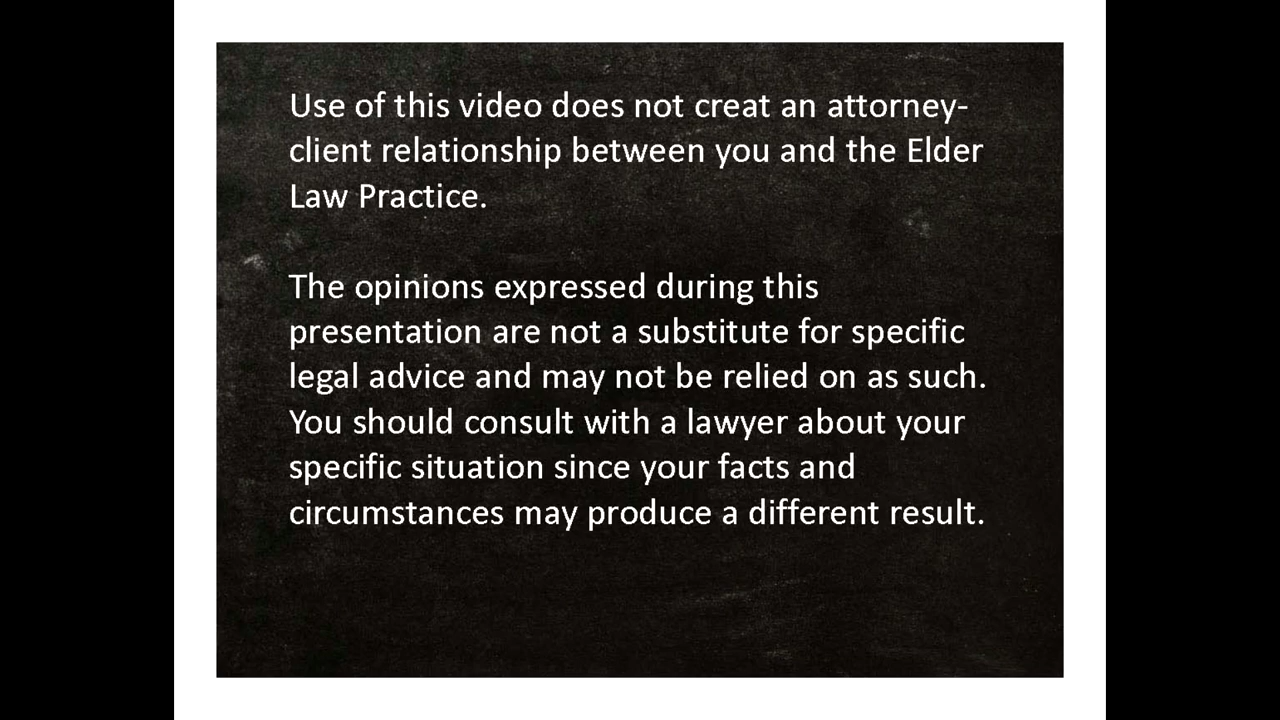 Use of this video does not creat an attorney-
client relationship between you and the Elder
Law Practice.
The opinions expressed during this
presentation are not a substitute for specific
legal advice and may not be relied on as such.
You should consult with a lawyer about your
specific situation since your facts and
circumstances may produce a different result.